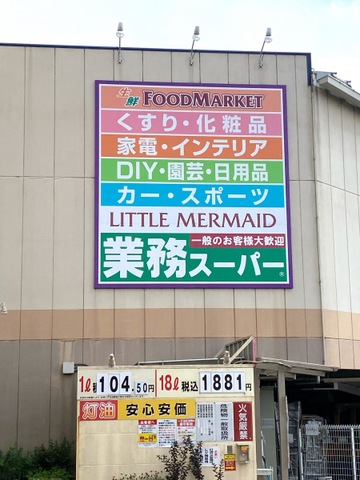 生鮮 FOODMARKET
くすり・化粧品
家電・インテリア
DIY・園芸・日用品
カー・スポーツ
LITTLE MERMAID
一般のお客様大歓迎
業務スーパー®
1ℓ 104.50円 18ℓ 税込 1881円
灯油 安心安価
火気厳禁